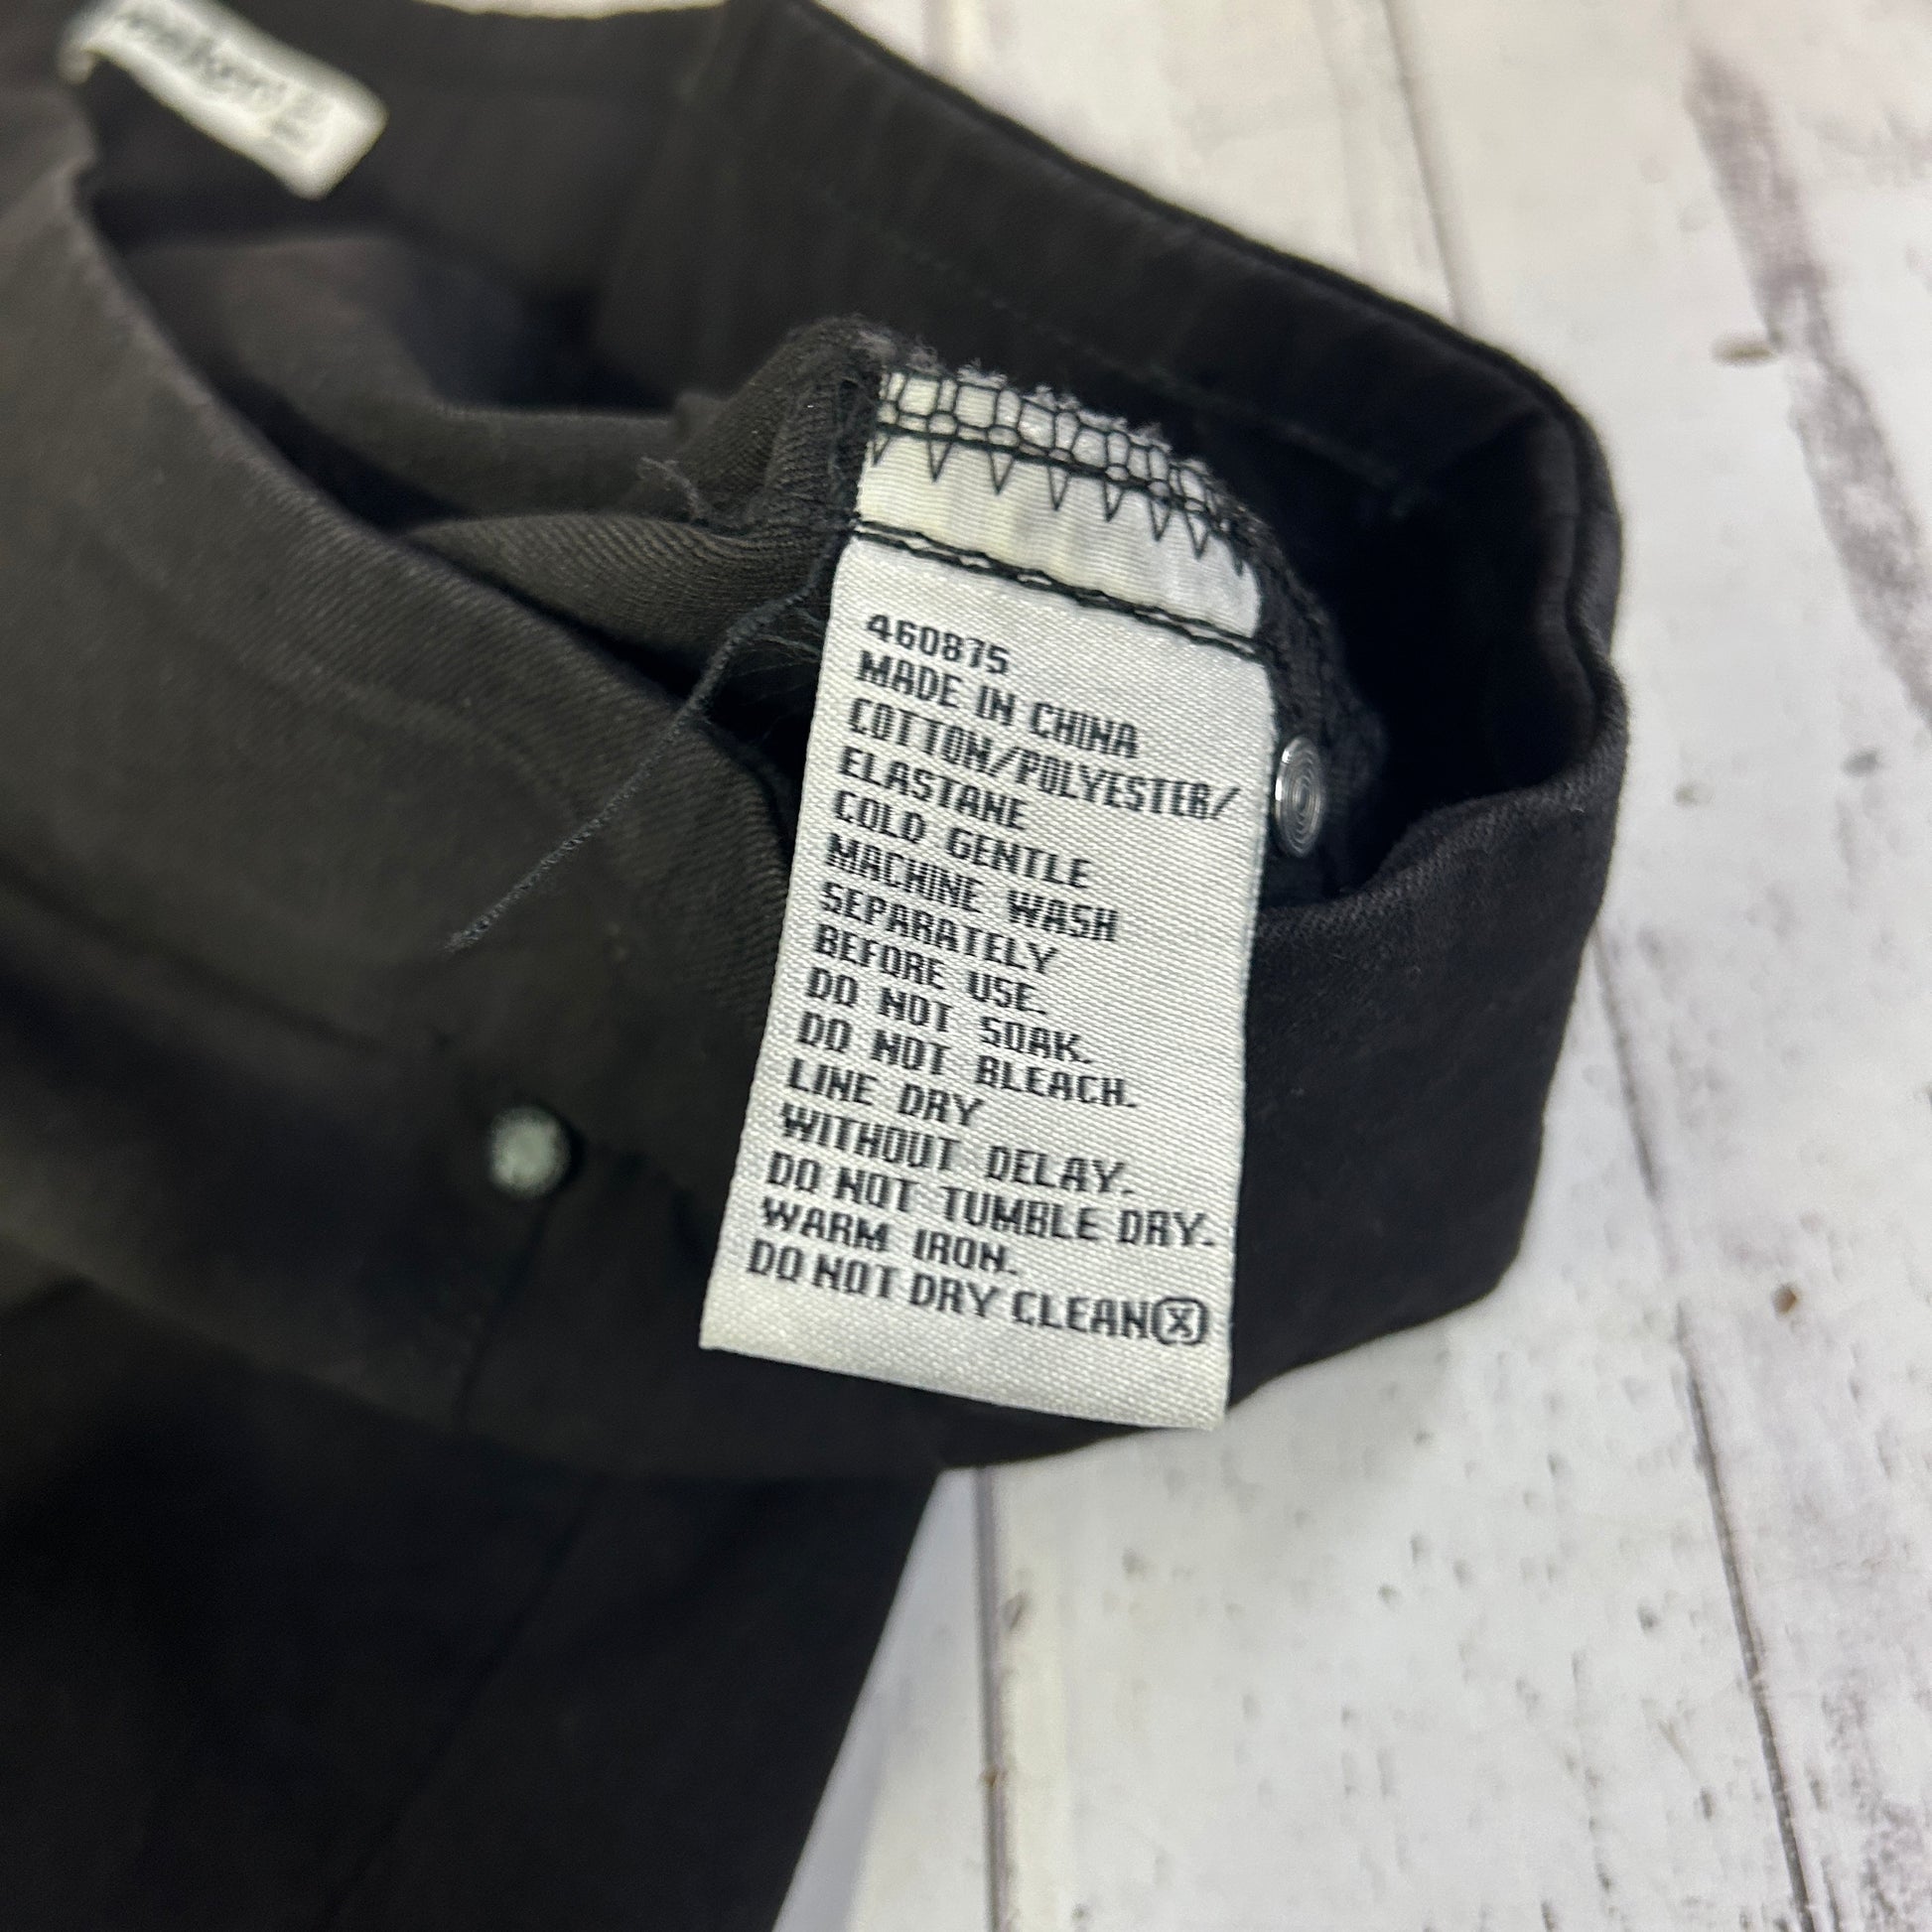 460875
MADE IN CHINA
COTTON/POLYESTER/
ELASTANE
COLD GENTLE
MACHINE WASH
SEPARATELY
BEFORE USE.
DO NOT SOAK.
DO NOT BLEACH.
LINE DRY
WITHOUT DELAY.
DO NOT TUMBLE DRY.
WARM IRON.
DO NOT DRY CLEAN Ⓧ